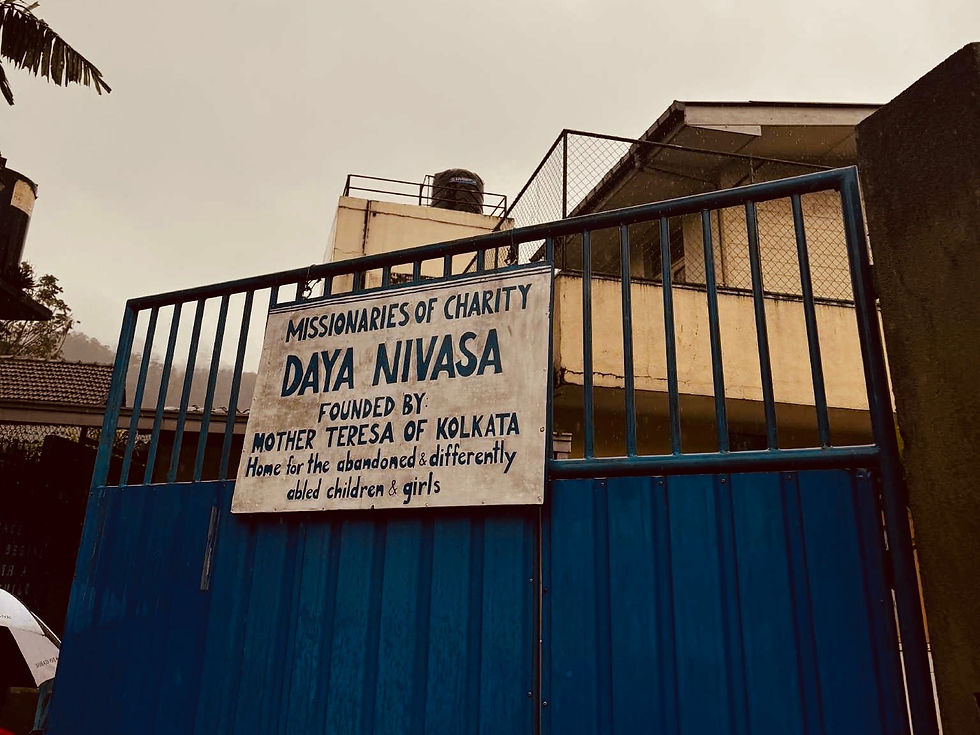 MISSIONARIES OF CHARITY
DAYA NIVASA
FOUNDED BY:
MOTHER TERESA OF KOLKATA
Home for the abandoned & differently
abled children & girls